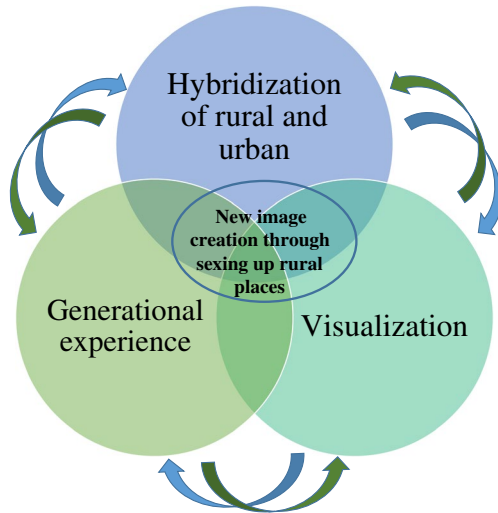 Hybridization
of rural and
urban
New image
creation through
sexing up rural
places
Generational
experience
Visualization